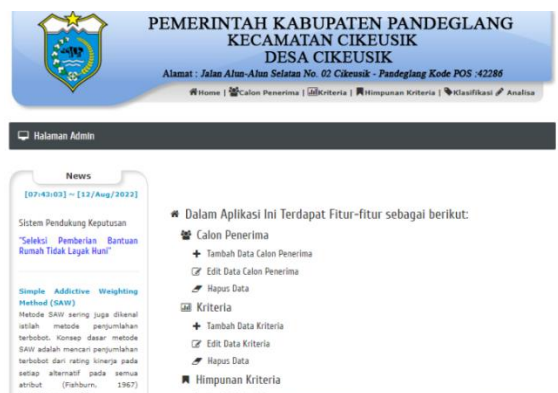 PEMERINTAH KABUPATEN PANDEGLANG
KECAMATAN CIKEUSIK
DESA CIKEUSIK
Alamat : Jalan Alun-Alun Selatan No. 02 Cikeusik - Pandeglang Kode POS :42286
Home | Calon Penerima | Kriteria | Himpunan Kriteria | Klasifikasi Analisa
Halaman Admin
News
[07:43:03] ~ [12/Aug/2022]
Sistem Pendukung Keputusan
"Seleksi Pemberian Bantuan
Rumah Tidak Layak Huni"
Simple Addictive Weighting
Method (SAW)
Metode SAW sering juga dikenal
istilah metode penjumlahan
terbobot. Konsep dasar metode
SAW adalah mencari penjumlahan
terbobot dari rating kinerja pada
setiap alternatif pada semua
atribut (Fishburn, 1967)
Dalam Aplikasi Ini Terdapat Fitur-fitur sebagai berikut:
Calon Penerima
Tambah Data Calon Penerima
Edit Data Calon Penerima
Hapus Data
Kriteria
Tambah Data Kriteria
Edit Data Kriteria
Hapus Data
Himpunan Kriteria